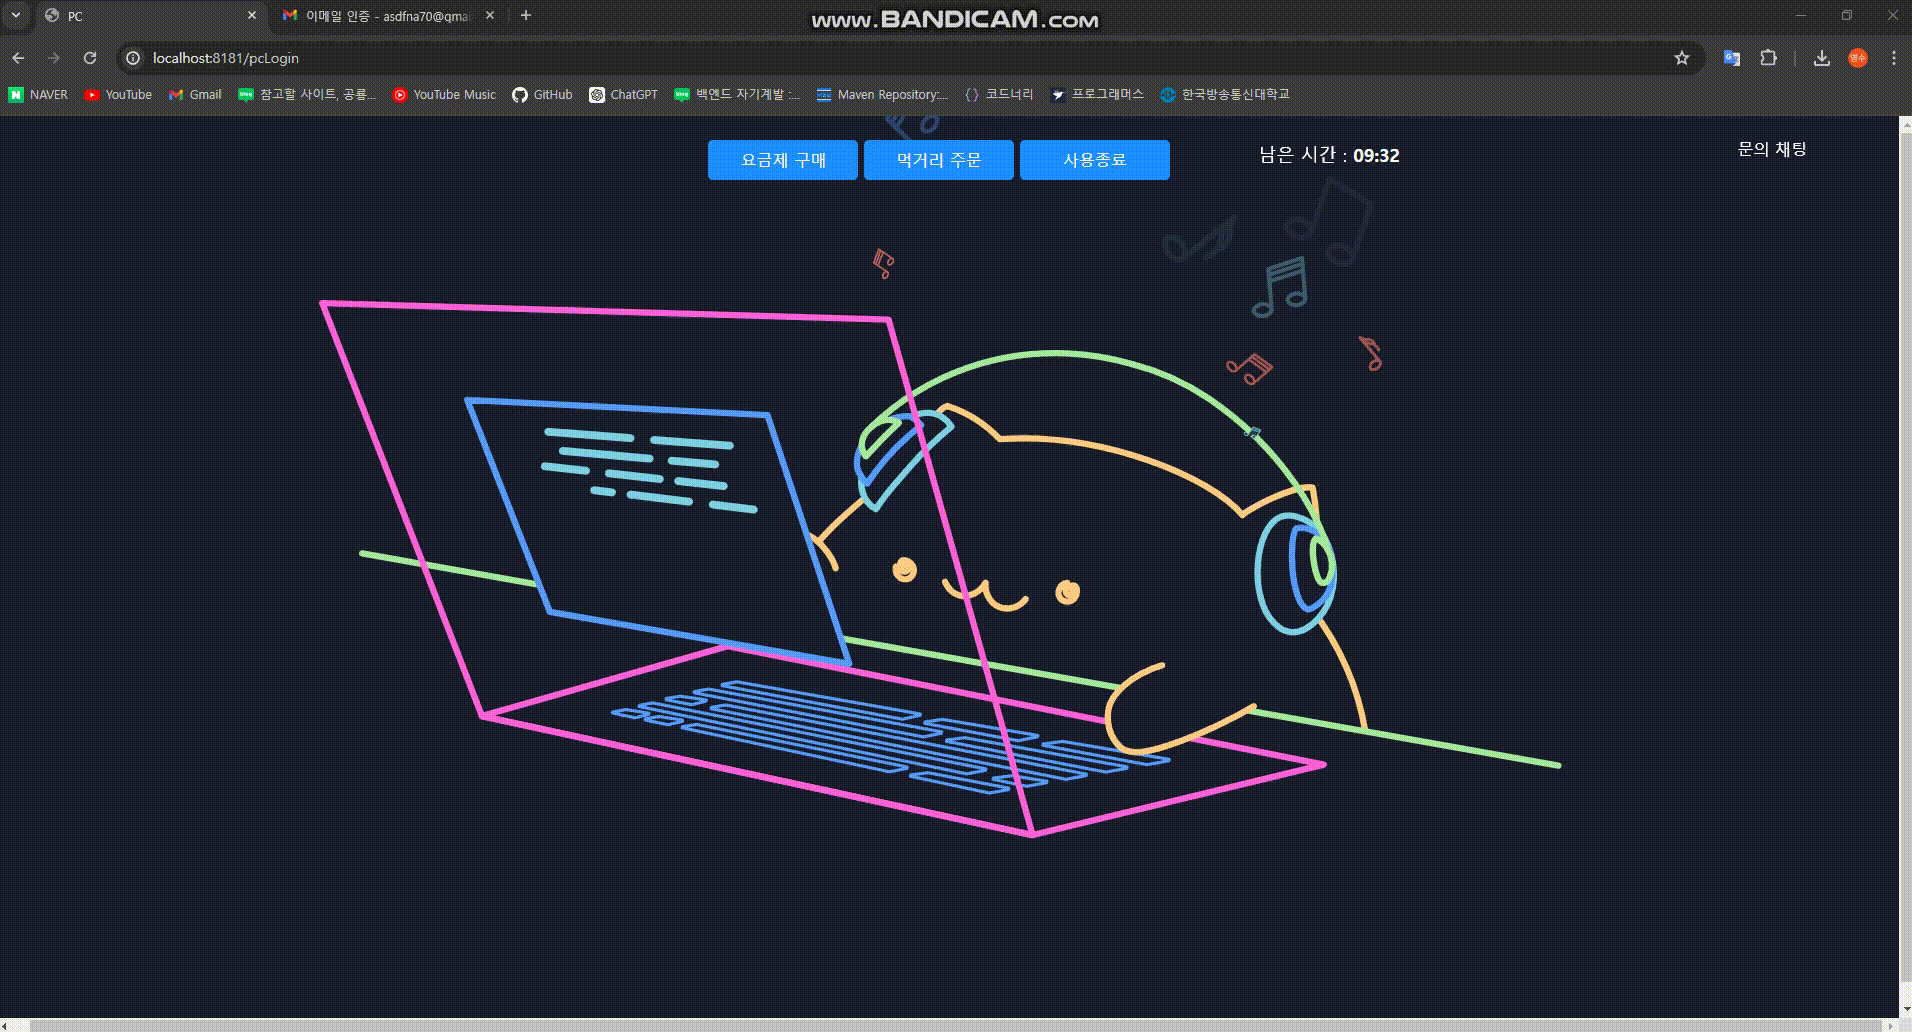 PC
이메일 인증 - asdfna70@gmai
www.BANDICAM.com
localhost:8181/pcLogin
NAVER
YouTube
Gmail
참고할 사이트, 공룡...
YouTube Music
GitHub
ChatGPT
백엔드 자기계발 :...
Maven Repository:...
코드너리
프로그래머스
한국방송통신대학교
요금제 구매
먹거리 주문
사용종료
남은 시간 : 09:32
문의 채팅